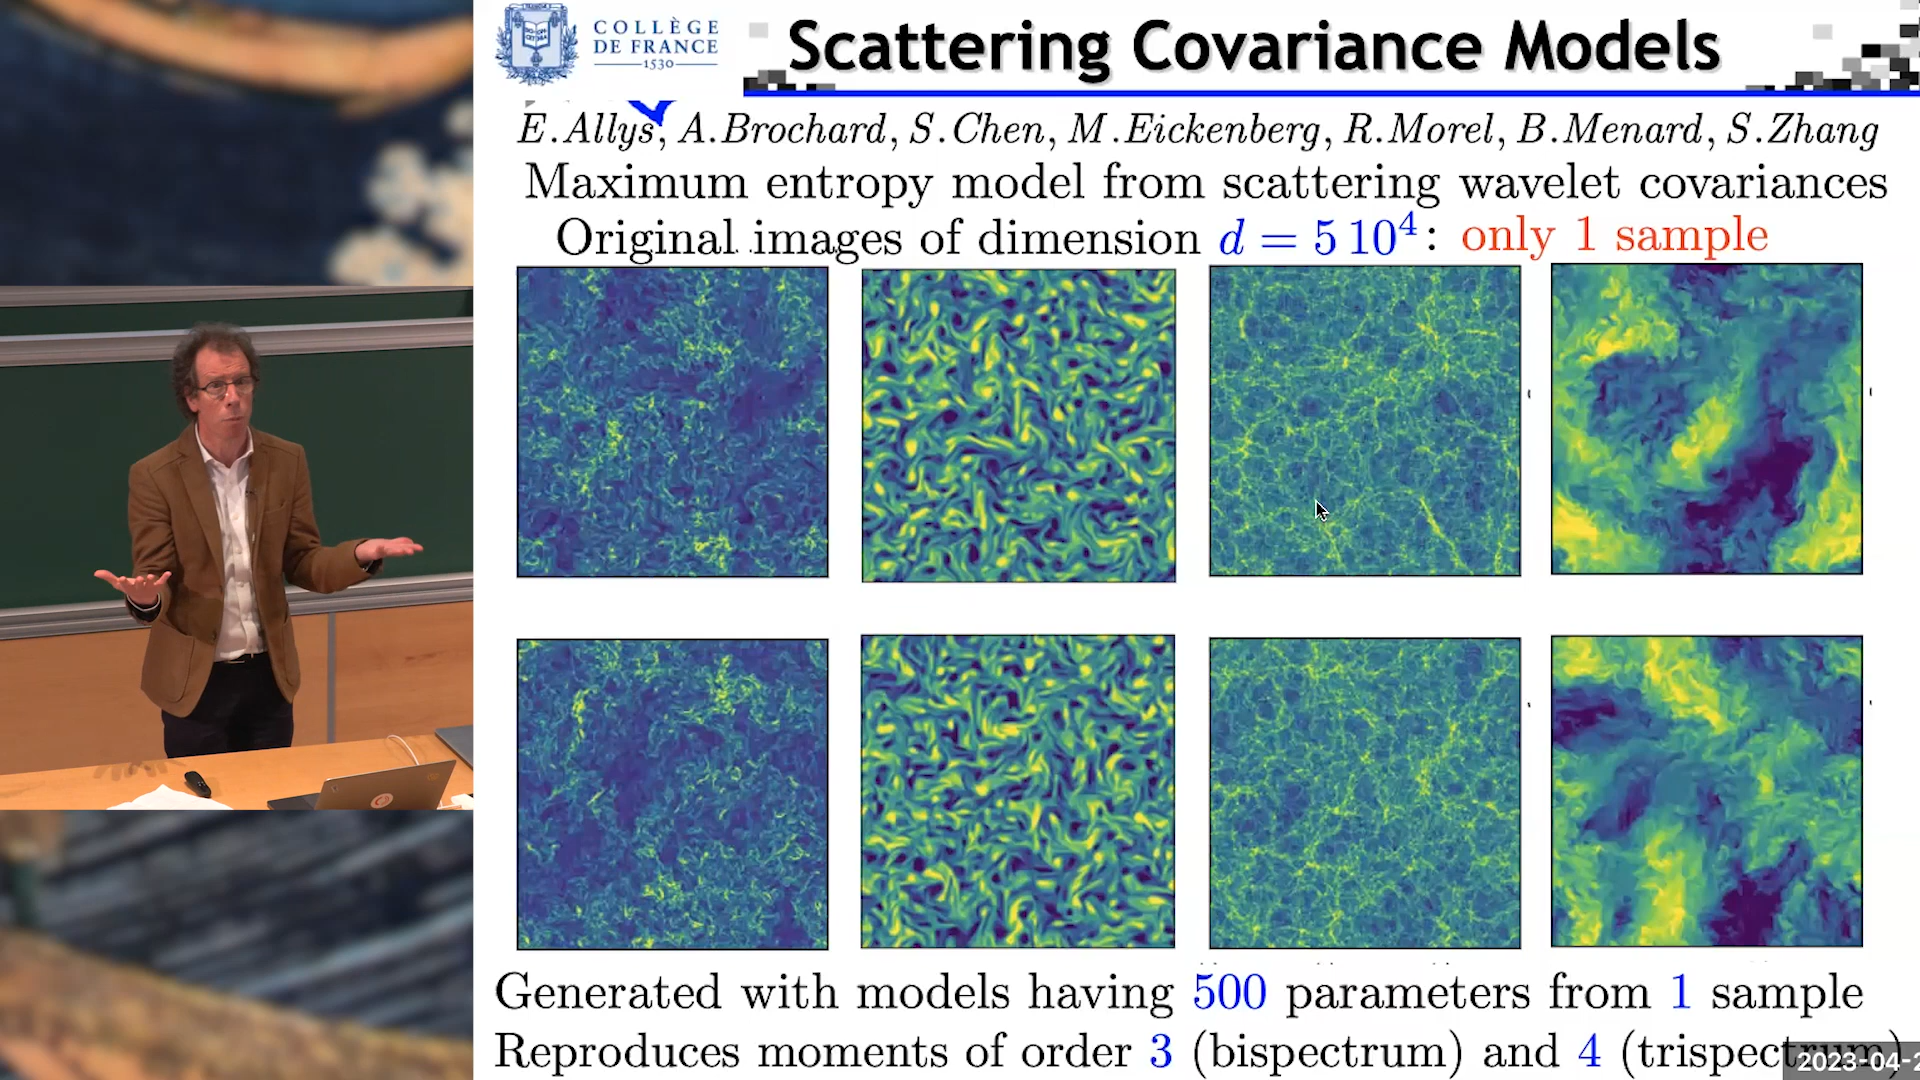 COLLÈGE
DE FRANCE
1530
Scattering Covariance Models
E.Allys, A.Brochard, S.Chen, M.Eickenberg, R.Morel, B.Menard, S.Zhang
Maximum entropy model from scattering wavelet covariances
Original images of dimension d = 5 10⁴ : only 1 sample
Generated with models having 500 parameters from 1 sample
Reproduces moments of order 3 (bispectrum) and 4 (trispectrum)